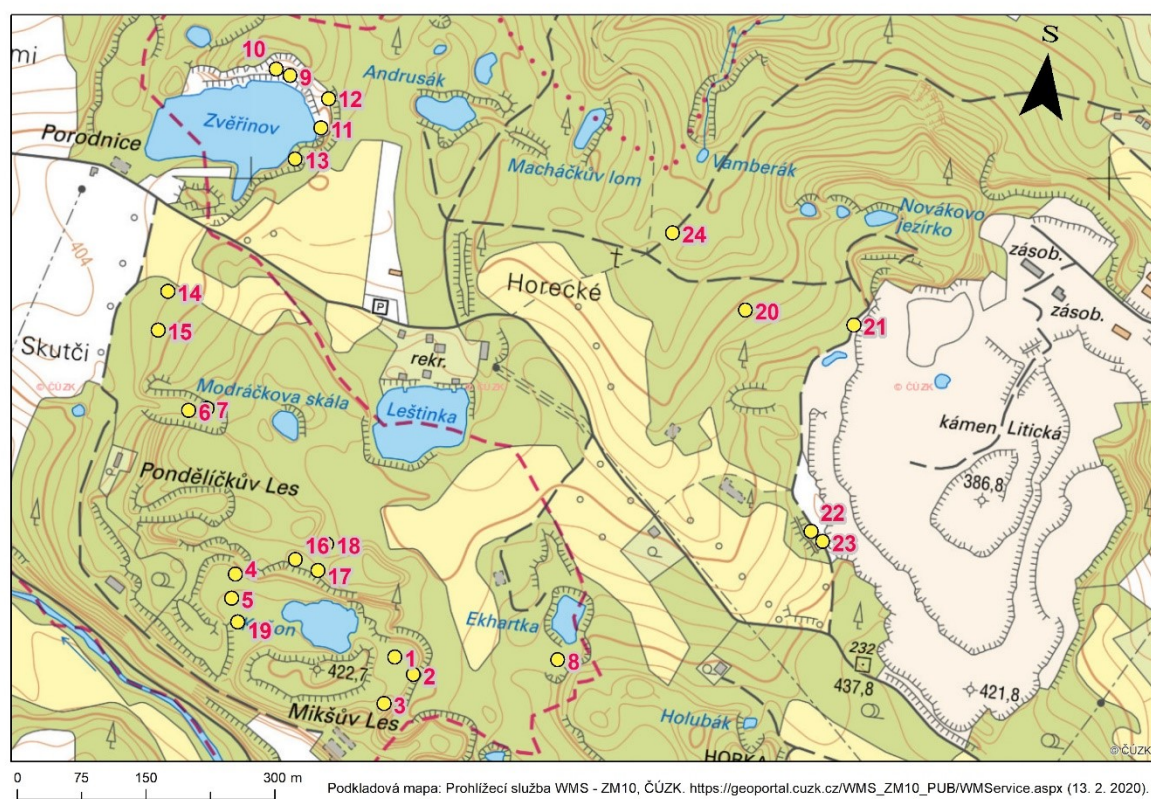 S
mi
10
9
Andrusák
12
Zvěřinov
11
Porodnice
13
Macháčkův lom
Vamberák
24
Novákovo
jezírko
404
zásob.
14
Horecké
P
20
zásob.
15
21
Skutči
rekr.
© ČÚZK
© ČÚZK
6
7
Modráčkova skála
Leštinka
kámen Litická
Pondělíčkův Les
386,8
22
16
18
23
4
17
5
19
Ekhartka
1
8
422,7
2
232
437,8
421,8
3
Mikšův Les
Holubák
HORKA
© ČÚZK
0 75 150 300 m
Podkladová mapa: Prohlížecí služba WMS - ZM10, ČÚZK. https://geoportal.cuzk.cz/WMS_ZM10_PUB/WMService.aspx (13. 2. 2020).